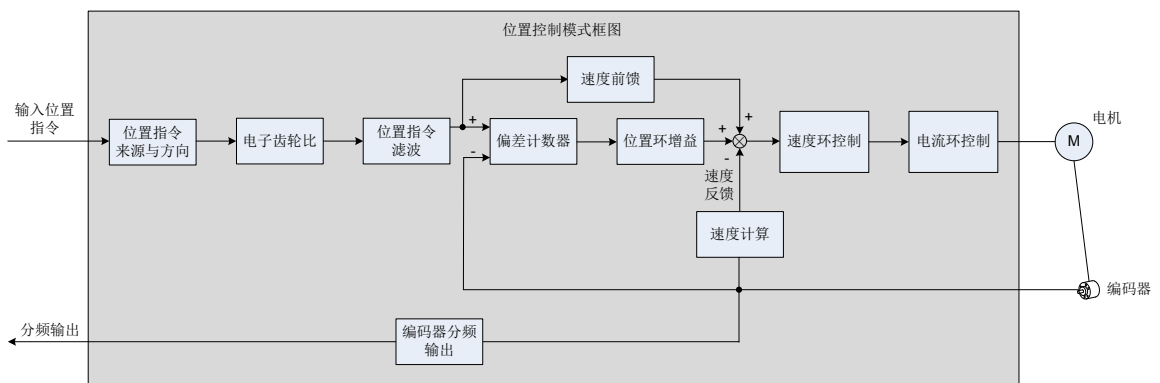 位置控制模式框图
速度前馈
输入位置
指令
位置指令
来源与方向
电子齿轮比
位置指令
滤波
+
-
偏差计数器
位置环增益
+
+
-
速度
反馈
速度环控制
电流环控制
电机
M
速度计算
编码器
分频输出
编码器分频
输出